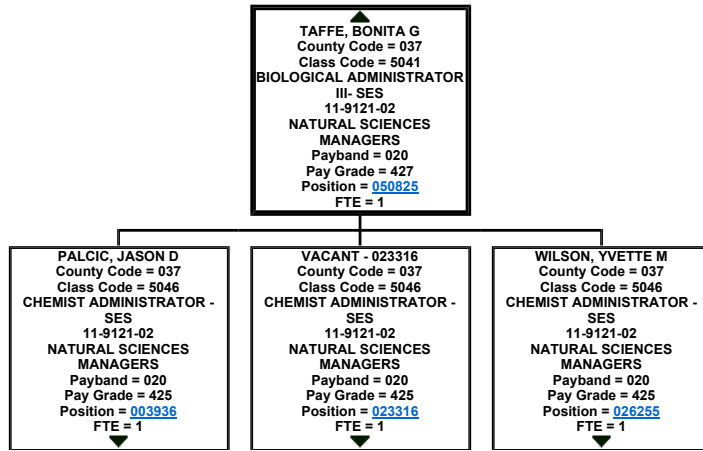 TAFFE, BONITA G
County Code = 037
Class Code = 5041
BIOLOGICAL ADMINISTRATOR
III- SES
11-9121-02
NATURAL SCIENCES
MANAGERS
Payband = 020
Pay Grade = 427
Position = 050825
FTE = 1
PALCIC, JASON D
County Code = 037
Class Code = 5046
CHEMIST ADMINISTRATOR -
SES
11-9121-02
NATURAL SCIENCES
MANAGERS
Payband = 020
Pay Grade = 425
Position = 003936
FTE = 1
VACANT - 023316
County Code = 037
Class Code = 5046
CHEMIST ADMINISTRATOR -
SES
11-9121-02
NATURAL SCIENCES
MANAGERS
Payband = 020
Pay Grade = 425
Position = 023316
FTE = 1
WILSON, YVETTE M
County Code = 037
Class Code = 5046
CHEMIST ADMINISTRATOR -
SES
11-9121-02
NATURAL SCIENCES
MANAGERS
Payband = 020
Pay Grade = 425
Position = 026255
FTE = 1